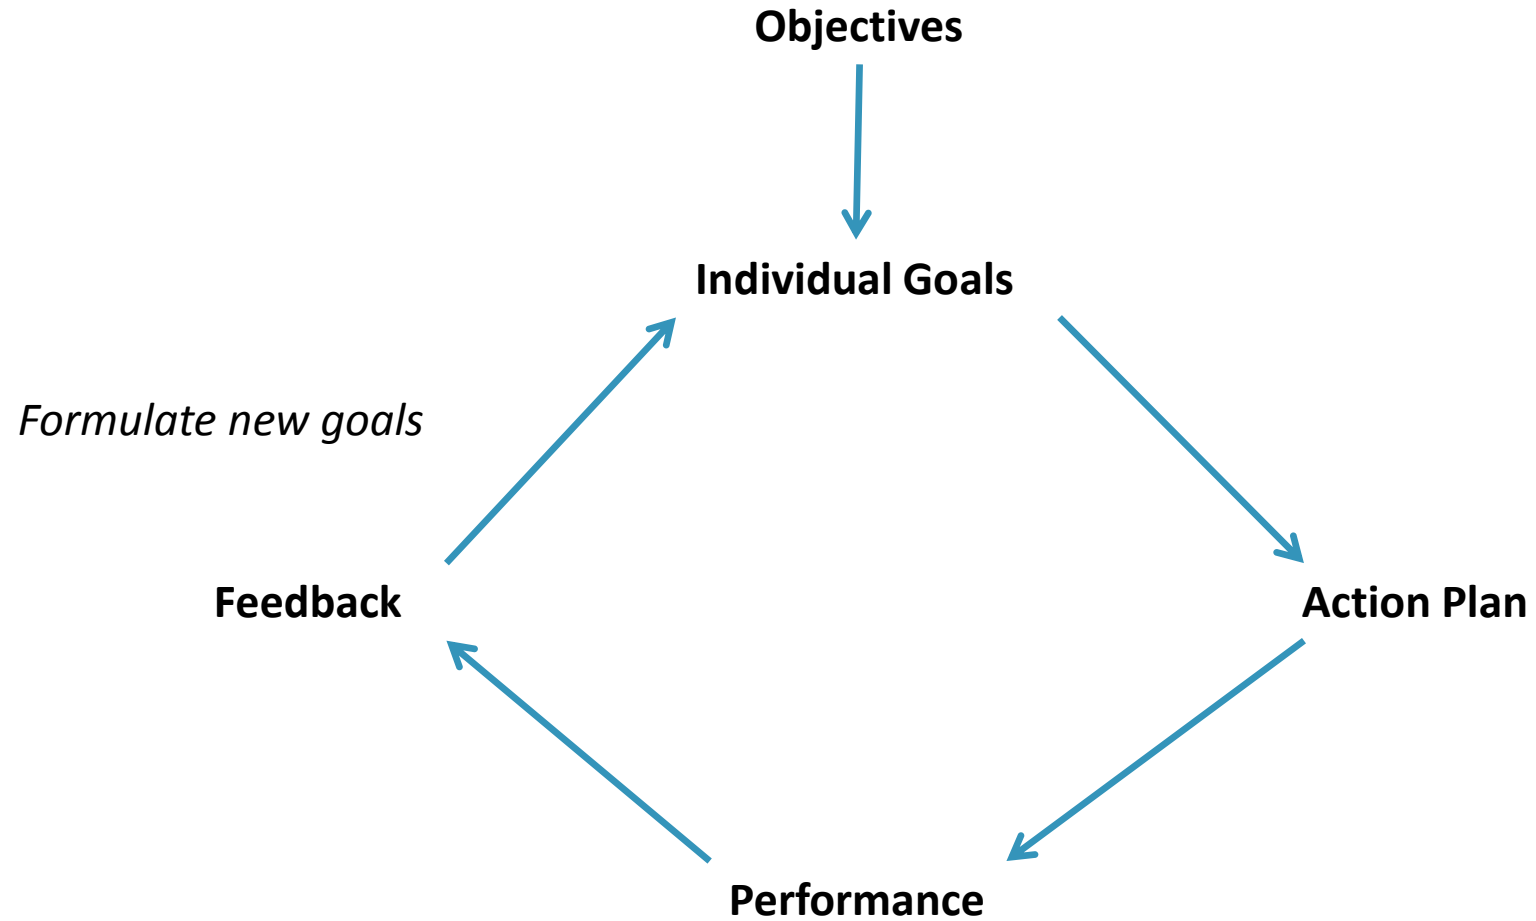 Objectives
Individual Goals
Formulate new goals
Feedback
Action Plan
Performance